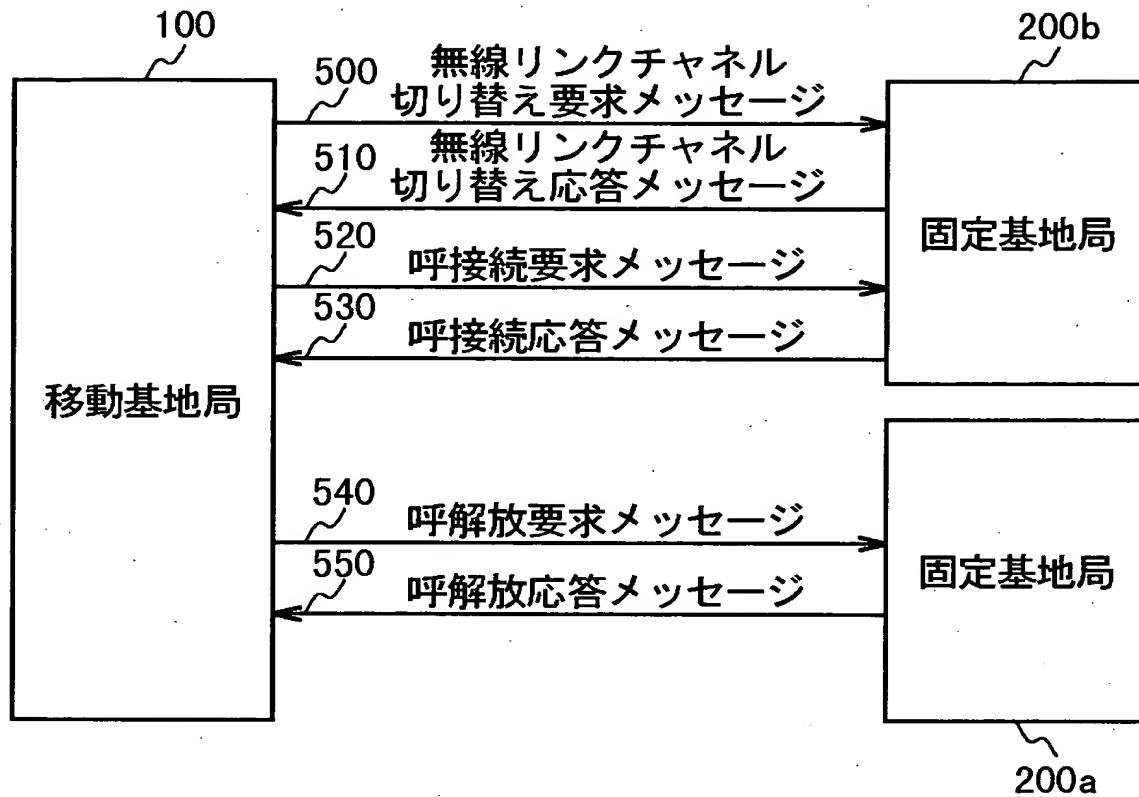 100
200b
500
無線リンクチャネル
切り替え要求メッセージ
510
無線リンクチャネル
切り替え応答メッセージ
520
呼接続要求メッセージ
530
呼接続応答メッセージ
固定基地局
移動基地局
540
呼解放要求メッセージ
550
呼解放応答メッセージ
固定基地局
200a